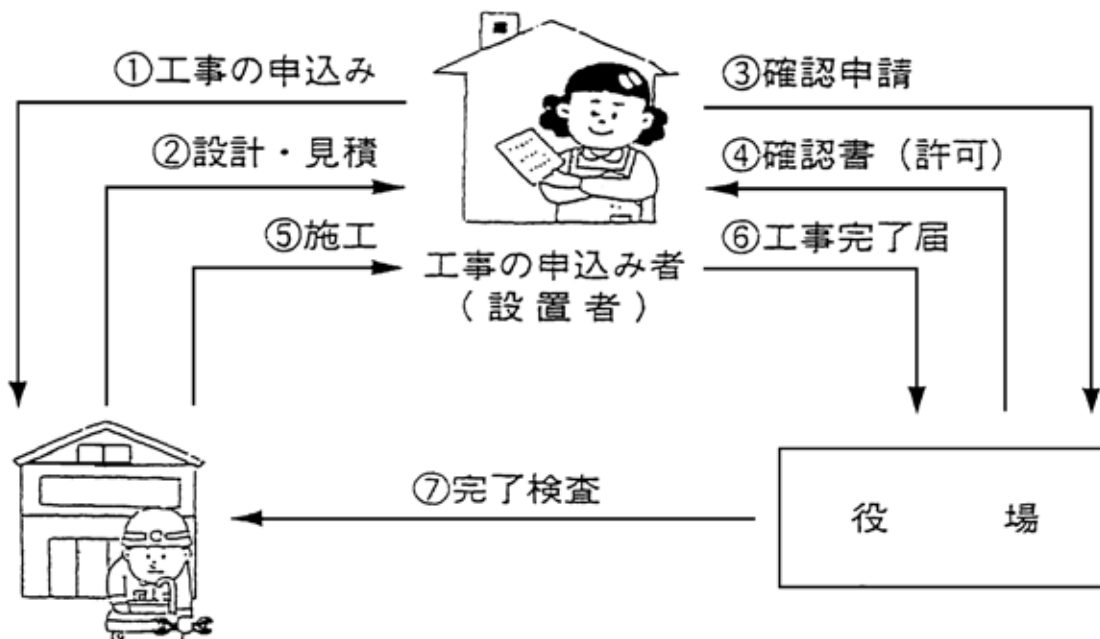 ①工事の申込み
②設計・見積
③確認申請
④確認書（許可）
⑤施工
⑥工事完了届
工事の申込み者
（設置者）
⑦完了検査
役場